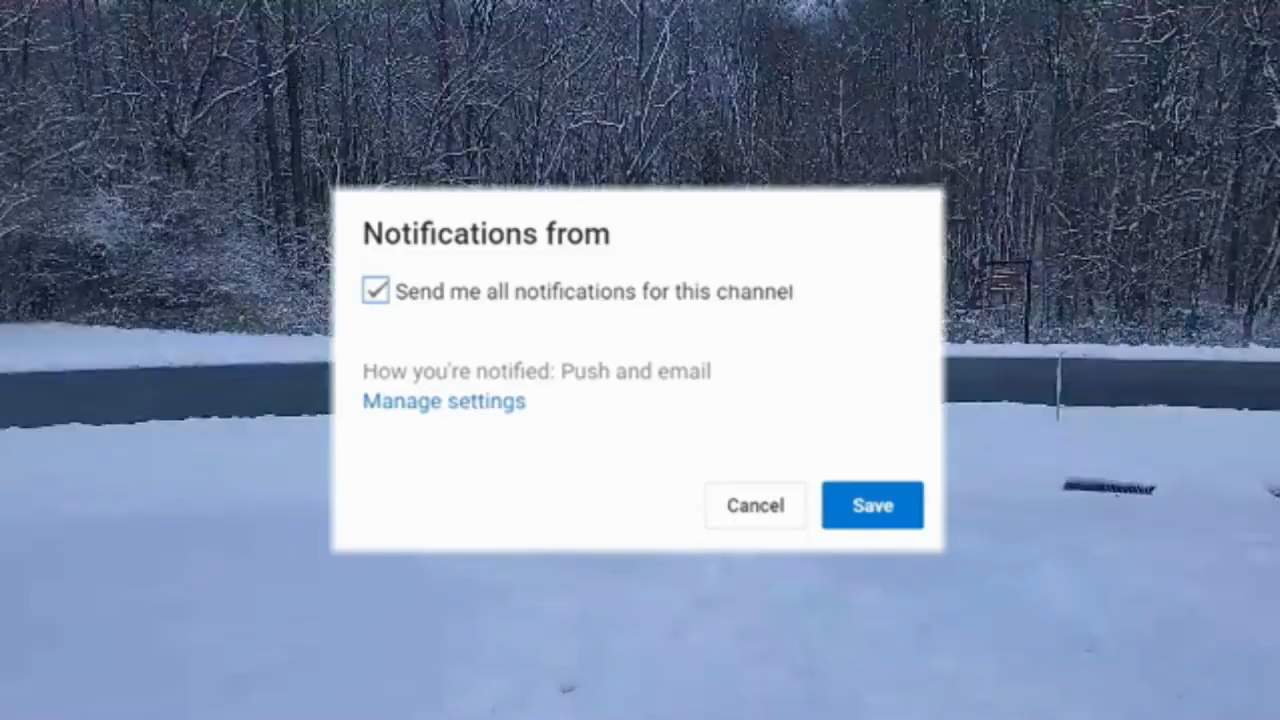 Notifications from
Send me all notifications for this channel
How you're notified: Push and email
Manage settings
Cancel
Save